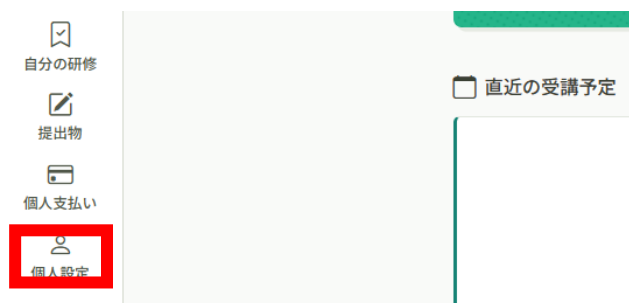 自分の研修
提出物
個人支払い
個人設定
直近の受講予定